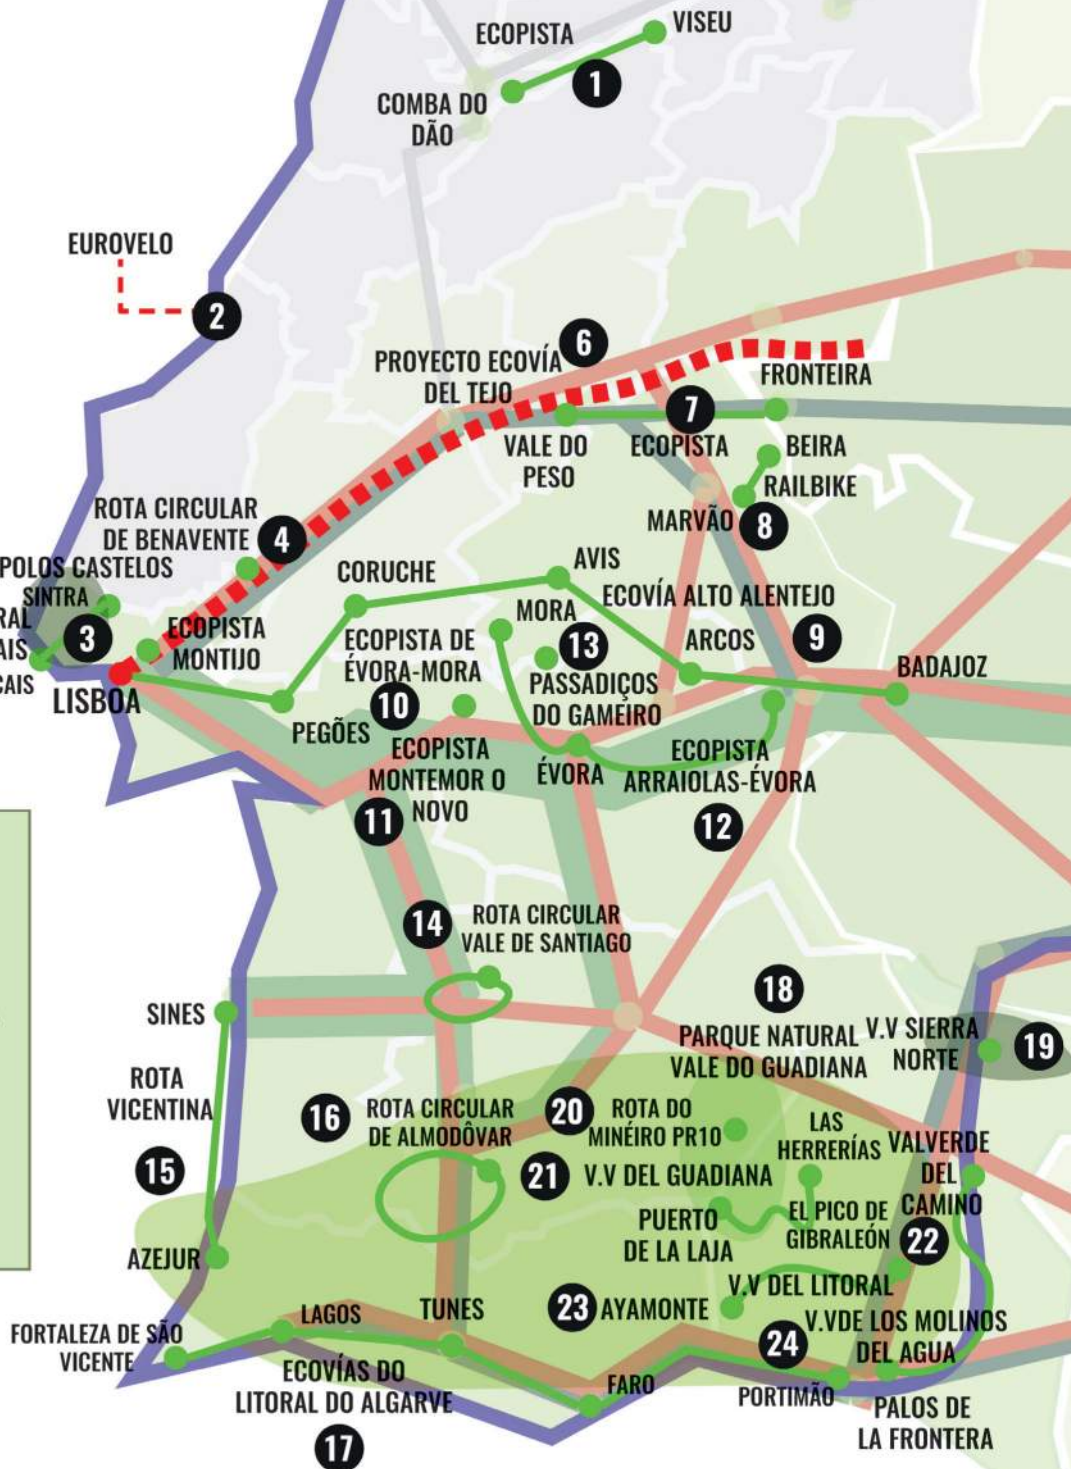 ECOPISTA
VISEU
1
COMBA DO
DÃO
EUROVELO
2
6
PROYECTO ECOVÍA
DEL TEJO
FRONTEIRA
7
VALE DO
PESO
ECOPISTA
BEIRA
RAILBIKE
MARVÃO
8
ROTA CIRCULAR
DE BENAVENTE
4
POLOS CASTELOS
SINTRA
RAL
AIS
CAIS
3
ECOPISTA
MONTIJO
LISBOA
CORUCHE
AVIS
MORA
ECOVÍA ALTO ALENTEJO
9
ARCOS
BADAJOZ
ECOPISTA DE
ÉVORA-MORA
10
13
PASSADIÇOS
DO GAMEIRO
PEGÕES
ECOPISTA
MONTEMOR O
NOVO
11
ÉVORA
ECOPISTA
ARRAIOLAS-ÉVORA
12
14
ROTA CIRCULAR
VALE DE SANTIAGO
SINES
18
PARQUE NATURAL
VALE DO GUADIANA
V.V SIERRA
NORTE
19
ROTA
VICENTINA
15
16
ROTA CIRCULAR
DE ALMODÔVAR
20
ROTA DO
MINÉIRO PR10
LAS
HERRERÍAS
VALVERDE
DEL
CAMINO
21
V.V DEL GUADIANA
PUERTO
DE LA LAJA
EL PICO DE
GIBRALEÓN
22
AZEJUR
V.V DEL LITORAL
23
AYAMONTE
24
V.VDE LOS MOLINOS
DEL AGUA
FORTALEZA DE SÃO
VICENTE
LAGOS
TUNES
ECOVÍAS DO
LITORAL DO ALGARVE
17
FARO
PORTIMÃO
PALOS DE
LA FRONTERA